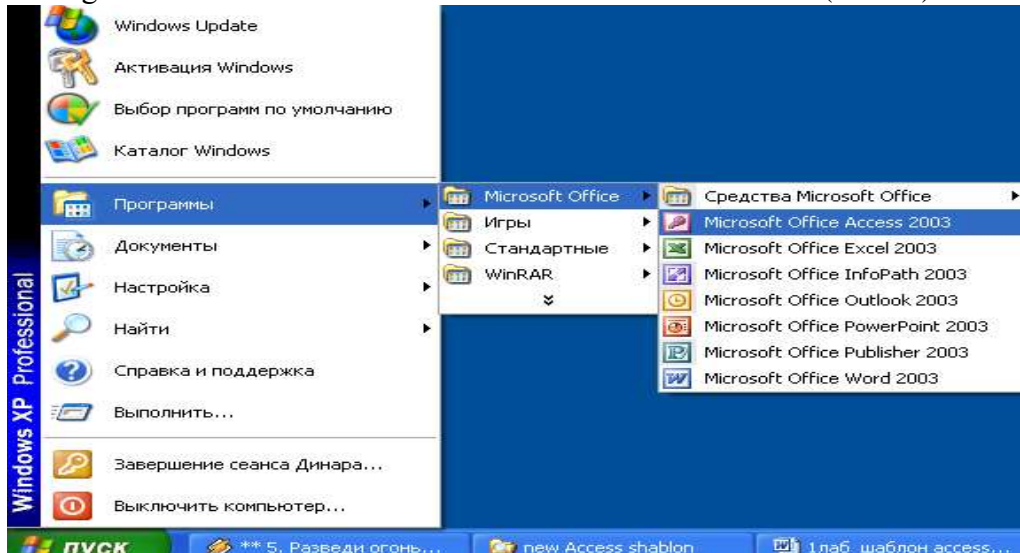 Windows Update
Активация Windows
Выбор программ по умолчанию
Каталог Windows
Программы
Документы
Настройка
Найти
Справка и поддержка
Выполнить...
Завершение сеанса Динара...
Выключить компьютер...
Windows XP Professional
Microsoft Office
Игры
Стандартные
WinRAR
Средства Microsoft Office
Microsoft Office Access 2003
Microsoft Office Excel 2003
Microsoft Office InfoPath 2003
Microsoft Office Outlook 2003
Microsoft Office PowerPoint 2003
Microsoft Office Publisher 2003
Microsoft Office Word 2003
пуск
** 5. Разведи огонь...
new Access shablon
1лаб шаблон access...